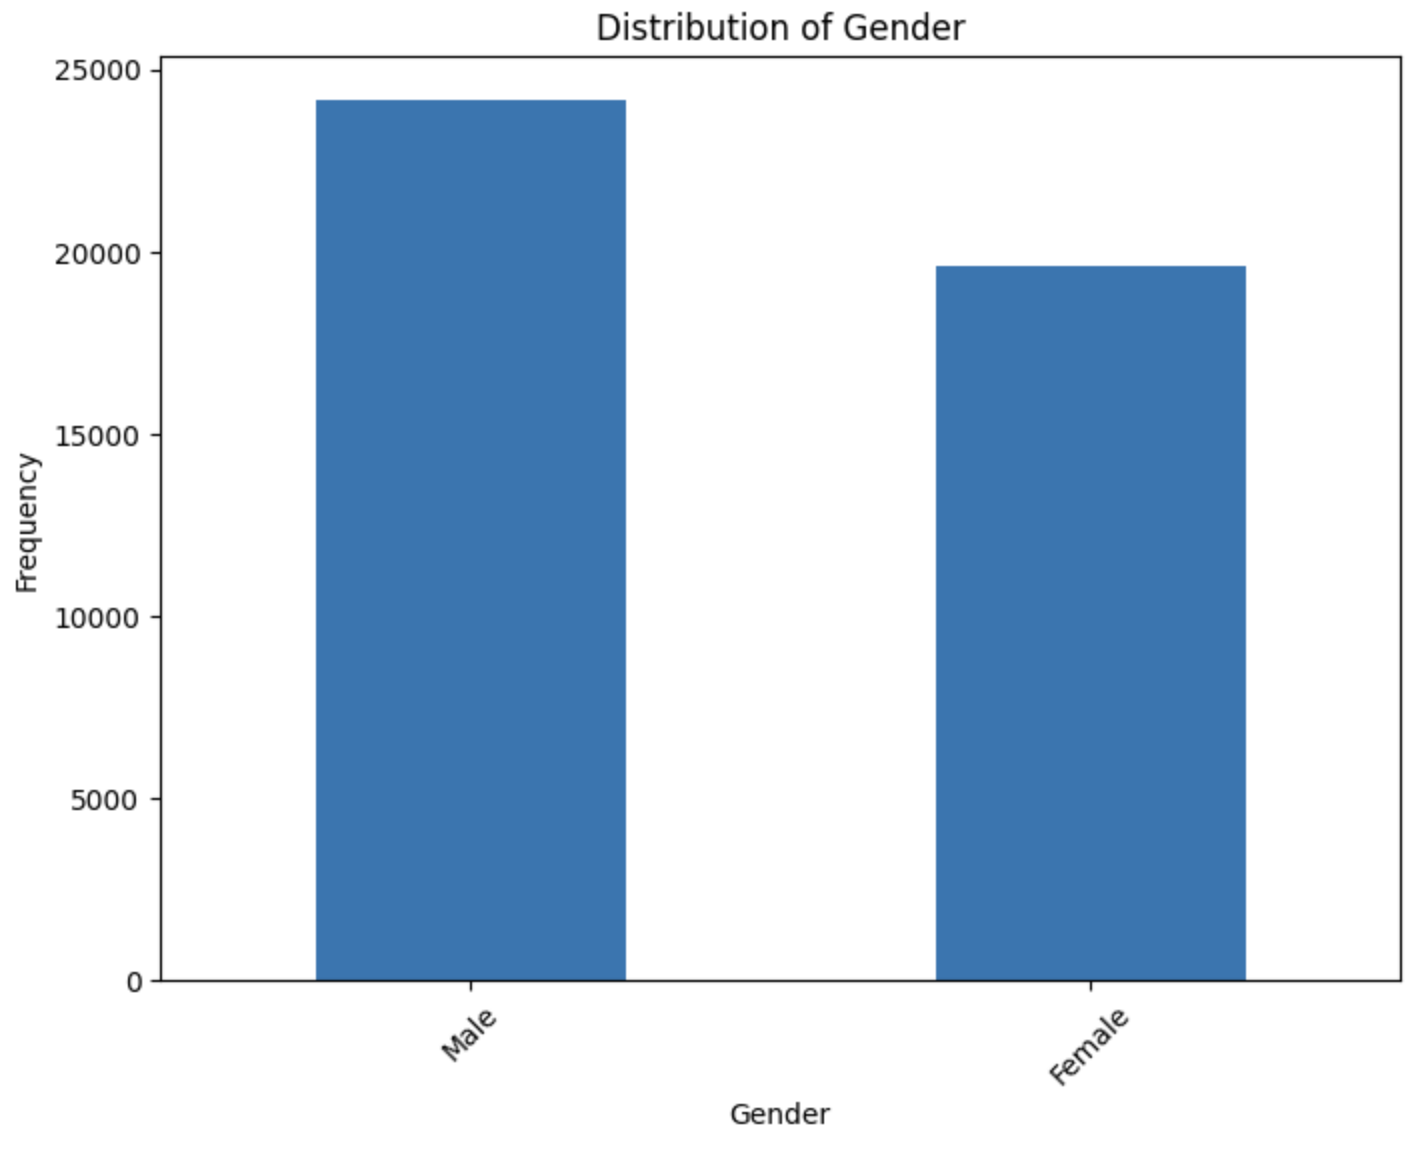 Distribution of Gender
25000
20000
15000
10000
5000
0
Frequency
Male
Female
Gender